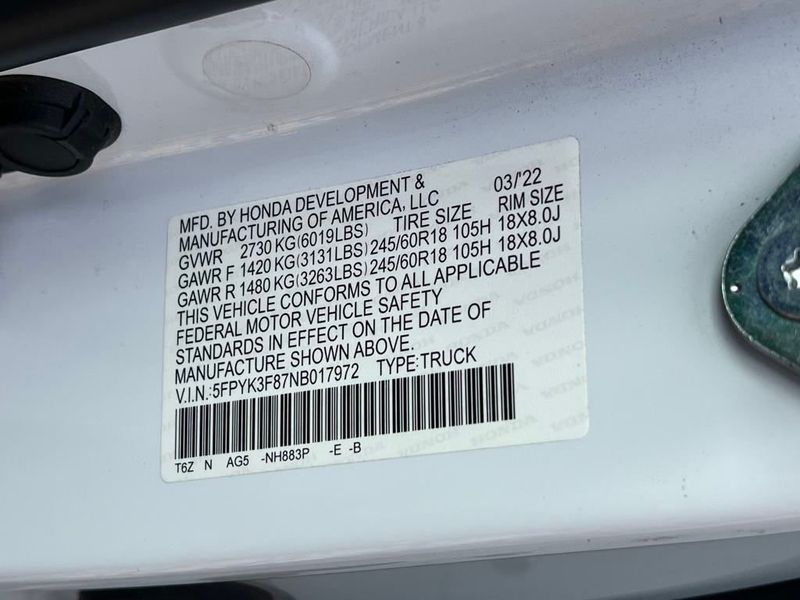 MFD. BY HONDA DEVELOPMENT & 03/'22
MANUFACTURING OF AMERICA, LLC
GVWR 2730 KG(6019LBS) TIRE SIZE RIM SIZE
GAWR F 1420 KG(3131LBS) 245/60R18 105H 18X8.0J
GAWR R 1480 KG(3263LBS) 245/60R18 105H 18X8.0J
THIS VEHICLE CONFORMS TO ALL APPLICABLE
FEDERAL MOTOR VEHICLE SAFETY
STANDARDS IN EFFECT ON THE DATE OF
MANUFACTURE SHOWN ABOVE.
V.I.N.:5FPYK3F87NB017972 TYPE:TRUCK
T6Z N AG5 -NH883P -E -B